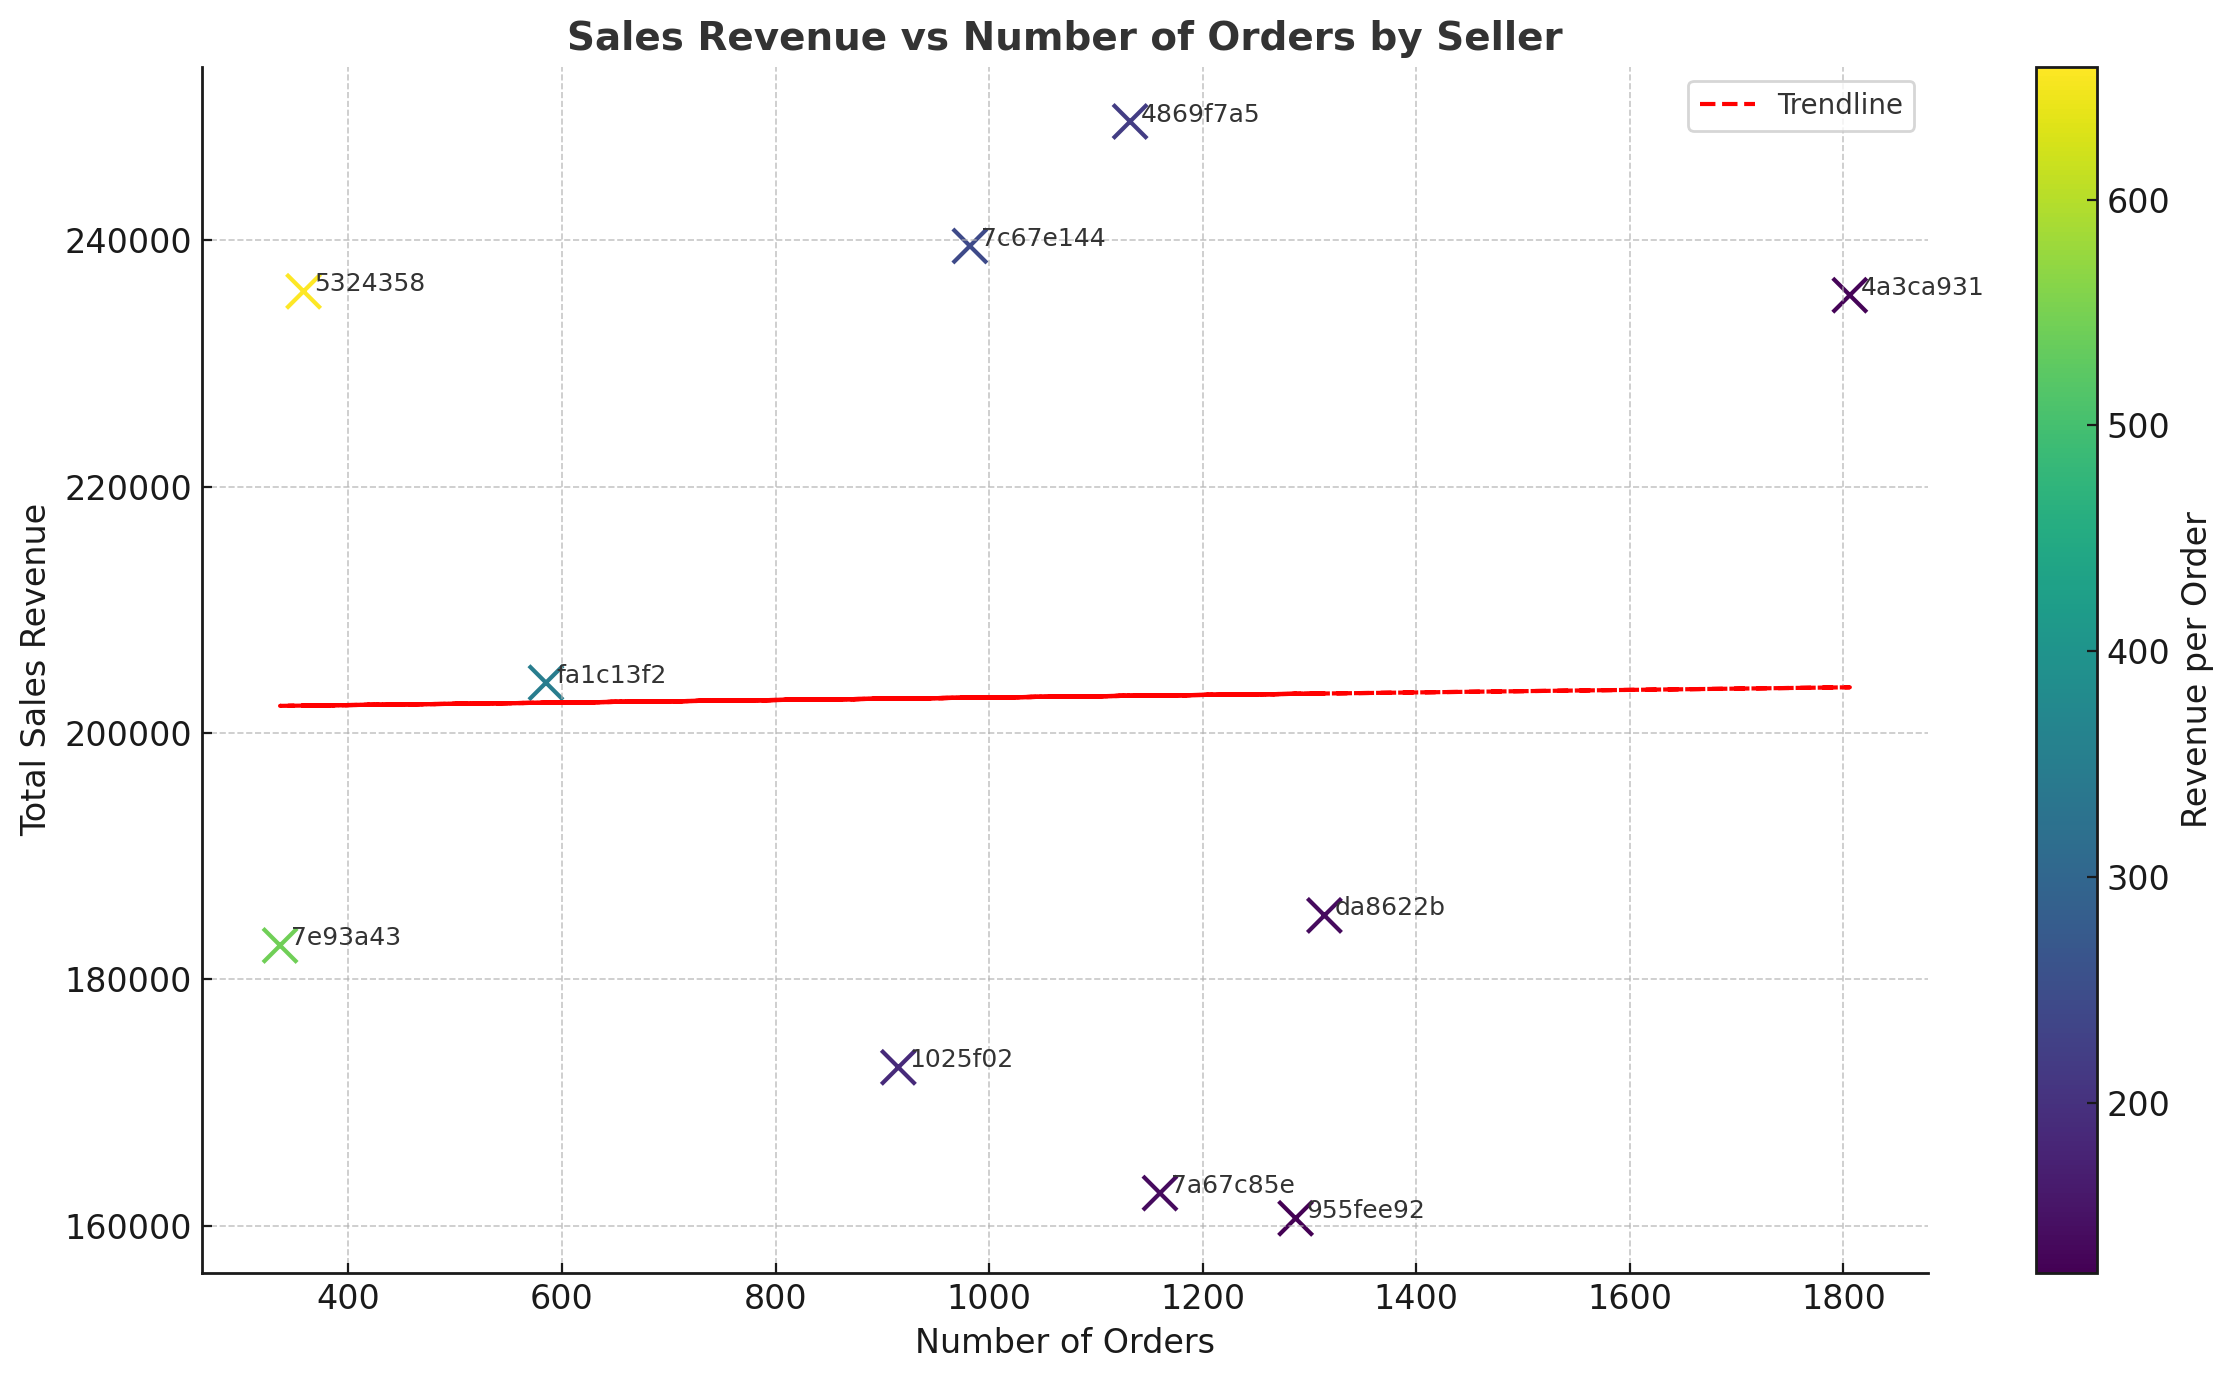 Sales Revenue vs Number of Orders by Seller
Trendline
4869f7a5
7c67e144
5324358
4a3ca931
fa1c13f2
da8622b
7e93a43
1025f02
7a67c85e
955fee92
240000
220000
200000
180000
160000
Total Sales Revenue
400 600 800 1000 1200 1400 1600 1800
Number of Orders
600
500
400
300
200
Revenue per Order